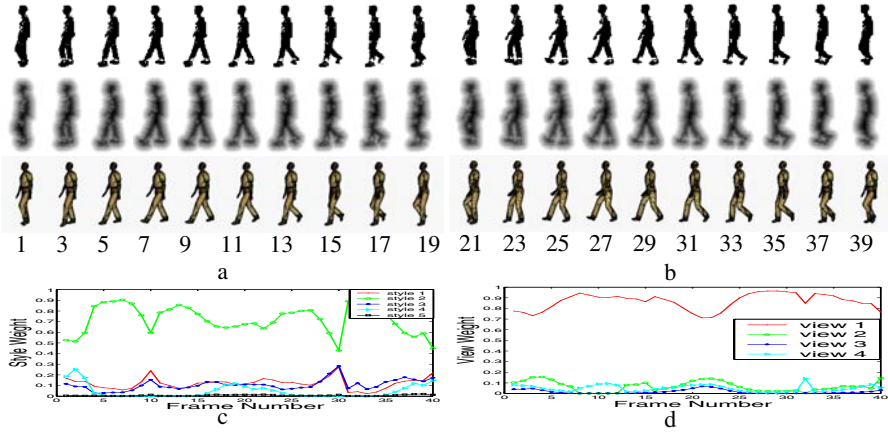 1 3 5 7 9 11 13 15 17 19
21 23 25 27 29 31 33 35 37 39
a
b
1
0.9
0.8
0.7
0.6
0.5
0.4
0.3
0.2
0.1
0
Style Weight
style 1
style 2
style 3
style 4
style 5
0 5 10 15 20 25 30 35 40
Frame Number
c
1
0.9
0.8
0.7
0.6
0.5
0.4
0.3
0.2
0.1
0
View Weight
view 1
view 2
view 3
view 4
0 5 10 15 20 25 30 35 40
Frame Number
d